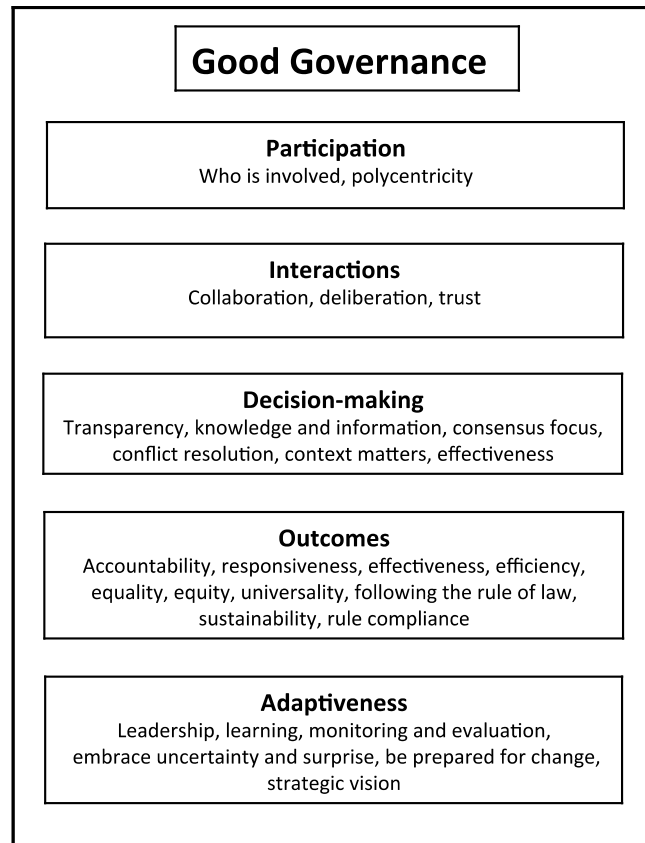 Good Governance
Participation
Who is involved, polycentricity
Interactions
Collaboration, deliberation, trust
Decision-making
Transparency, knowledge and information, consensus focus,
conflict resolution, context matters, effectiveness
Outcomes
Accountability, responsiveness, effectiveness, efficiency,
equality, equity, universality, following the rule of law,
sustainability, rule compliance
Adaptiveness
Leadership, learning, monitoring and evaluation,
embrace uncertainty and surprise, be prepared for change,
strategic vision